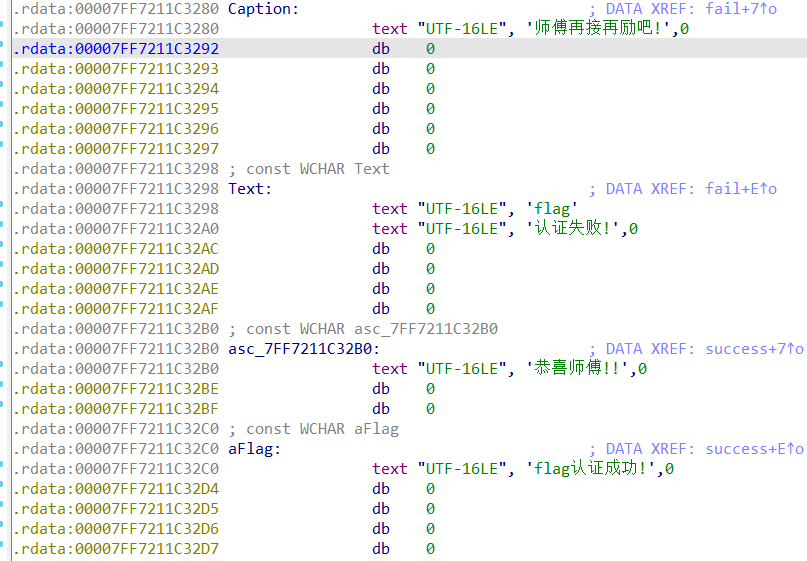 .rdata:00007FF7211C3280 Caption: ; DATA XREF: fail+7↑o
.rdata:00007FF7211C3280 text "UTF-16LE", '师傅再接再励吧!',0
.rdata:00007FF7211C3292 db 0
.rdata:00007FF7211C3293 db 0
.rdata:00007FF7211C3294 db 0
.rdata:00007FF7211C3295 db 0
.rdata:00007FF7211C3296 db 0
.rdata:00007FF7211C3297 db 0
.rdata:00007FF7211C3298 ; const WCHAR Text
.rdata:00007FF7211C3298 Text: ; DATA XREF: fail+E↑o
.rdata:00007FF7211C3298 text "UTF-16LE", 'flag'
.rdata:00007FF7211C32A0 text "UTF-16LE", '认证失败!',0
.rdata:00007FF7211C32AC db 0
.rdata:00007FF7211C32AD db 0
.rdata:00007FF7211C32AE db 0
.rdata:00007FF7211C32AF db 0
.rdata:00007FF7211C32B0 ; const WCHAR asc_7FF7211C32B0
.rdata:00007FF7211C32B0 asc_7FF7211C32B0: ; DATA XREF: success+7↑o
.rdata:00007FF7211C32B0 text "UTF-16LE", '恭喜师傅!!',0
.rdata:00007FF7211C32BE db 0
.rdata:00007FF7211C32BF db 0
.rdata:00007FF7211C32C0 ; const WCHAR aFlag
.rdata:00007FF7211C32C0 aFlag: ; DATA XREF: success+E↑o
.rdata:00007FF7211C32C0 text "UTF-16LE", 'flag认证成功!',0
.rdata:00007FF7211C32D4 db 0
.rdata:00007FF7211C32D5 db 0
.rdata:00007FF7211C32D6 db 0
.rdata:00007FF7211C32D7 db 0